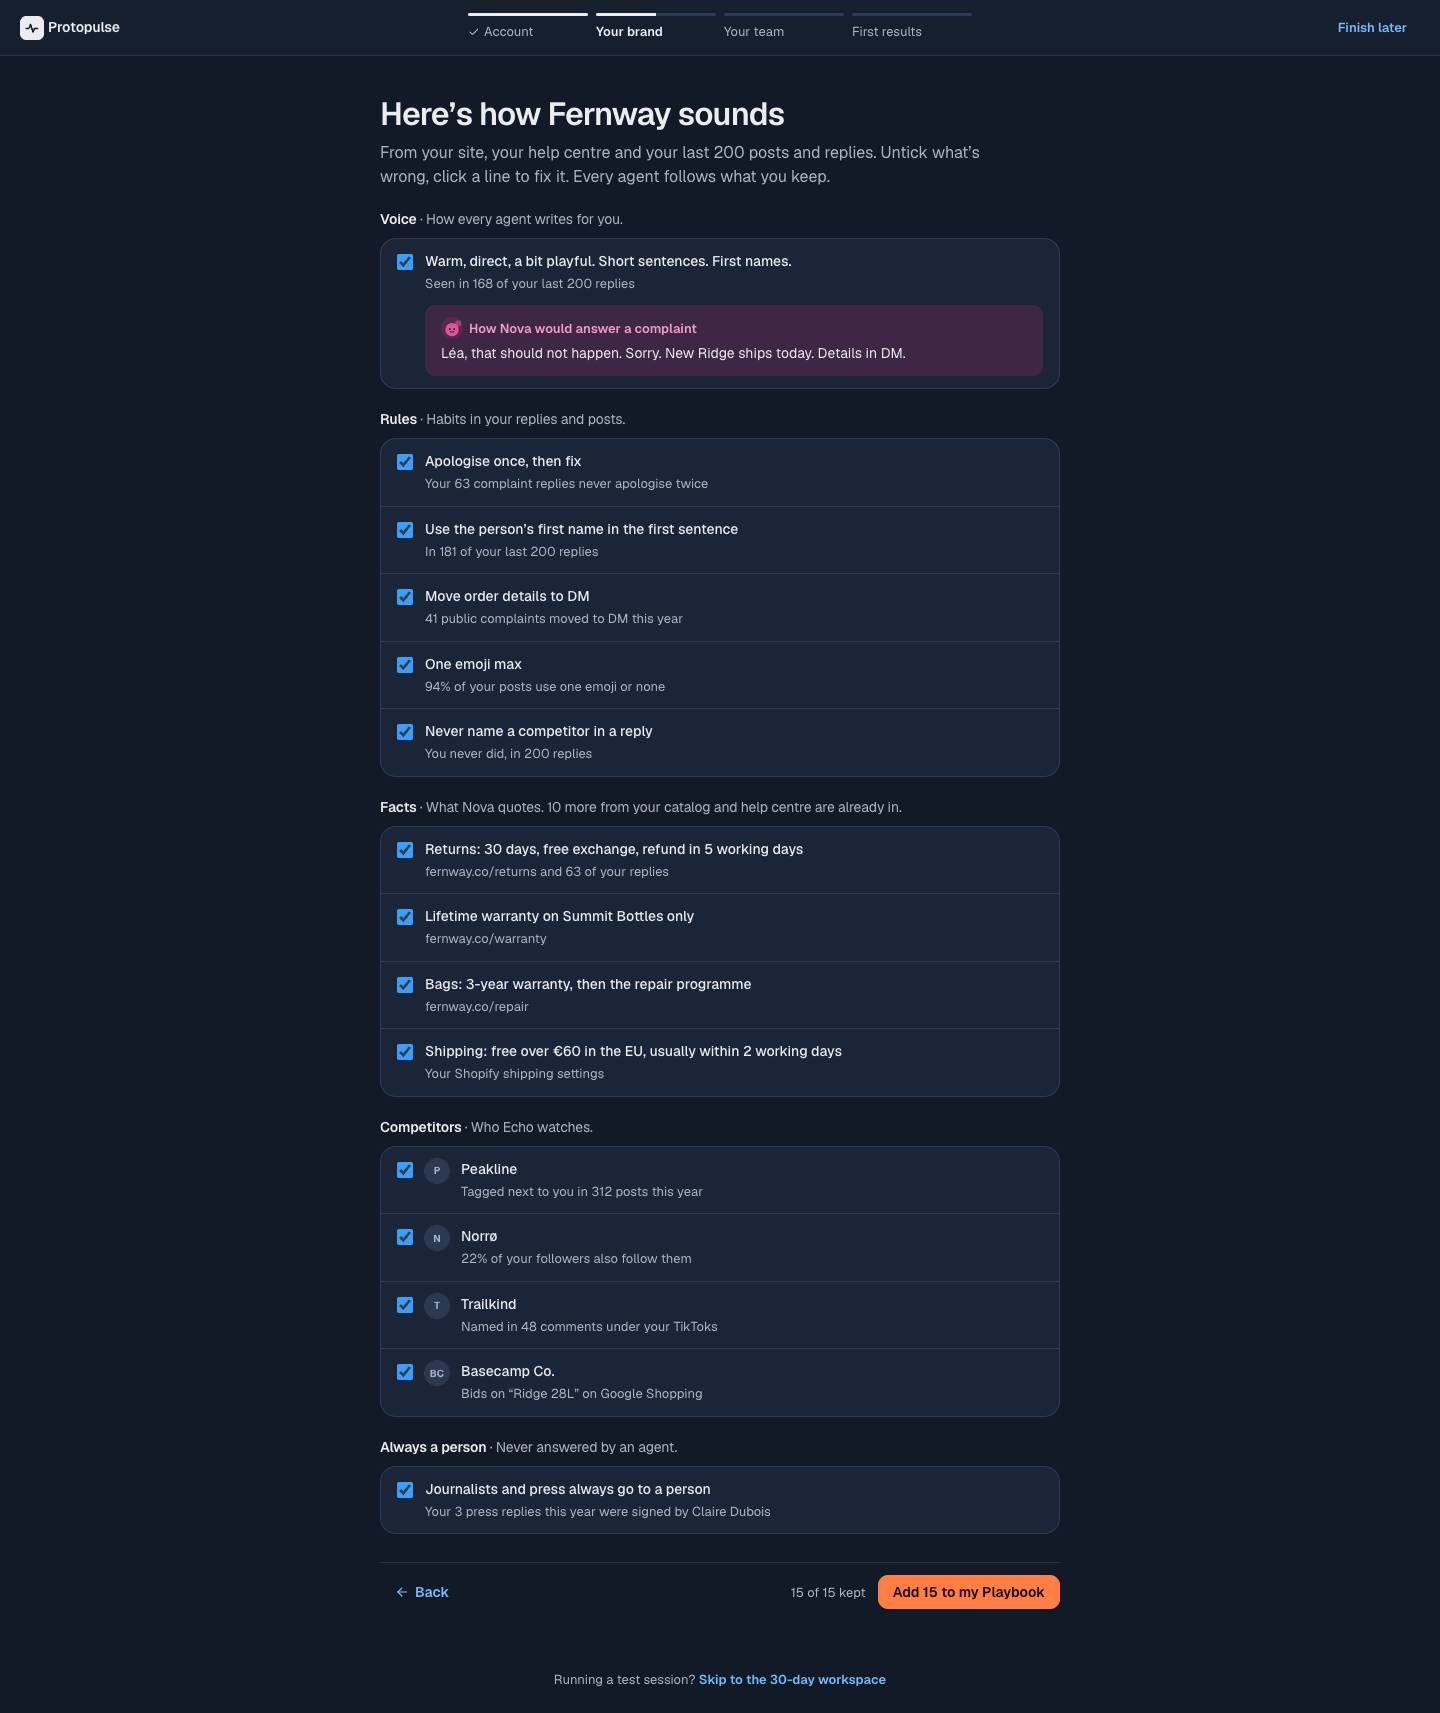 Protopulse
✓ Account
Your brand
Your team
First results
Finish later
Here’s how Fernway sounds
From your site, your help centre and your last 200 posts and replies. Untick what’s
wrong, click a line to fix it. Every agent follows what you keep.
Voice · How every agent writes for you.
Warm, direct, a bit playful. Short sentences. First names.
Seen in 168 of your last 200 replies
How Nova would answer a complaint
Léa, that should not happen. Sorry. New Ridge ships today. Details in DM.
Rules · Habits in your replies and posts.
Apologise once, then fix
Your 63 complaint replies never apologise twice
Use the person’s first name in the first sentence
In 181 of your last 200 replies
Move order details to DM
41 public complaints moved to DM this year
One emoji max
94% of your posts use one emoji or none
Never name a competitor in a reply
You never did, in 200 replies
Facts · What Nova quotes. 10 more from your catalog and help centre are already in.
Returns: 30 days, free exchange, refund in 5 working days
fernway.co/returns and 63 of your replies
Lifetime warranty on Summit Bottles only
fernway.co/warranty
Bags: 3-year warranty, then the repair programme
fernway.co/repair
Shipping: free over €60 in the EU, usually within 2 working days
Your Shopify shipping settings
Competitors · Who Echo watches.
P
Peakline
Tagged next to you in 312 posts this year
N
Norrø
22% of your followers also follow them
T
Trailkind
Named in 48 comments under your TikToks
BC
Basecamp Co.
Bids on “Ridge 28L” on Google Shopping
Always a person · Never answered by an agent.
Journalists and press always go to a person
Your 3 press replies this year were signed by Claire Dubois
← Back
15 of 15 kept
Add 15 to my Playbook
Running a test session? Skip to the 30-day workspace